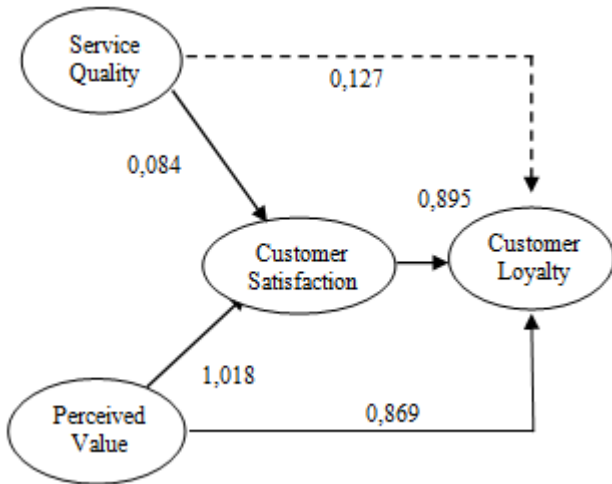 Service
Quality
0,127
0,084
0,895
Customer
Satisfaction
Customer
Loyalty
1,018
0,869
Perceived
Value